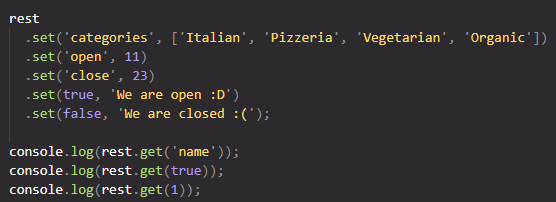 rest
.set('categories', ['Italian', 'Pizzeria', 'Vegetarian', 'Organic'])
.set('open', 11)
.set('close', 23)
.set(true, 'We are open :D')
.set(false, 'We are closed :(');
console.log(rest.get('name'));
console.log(rest.get(true));
console.log(rest.get(1));